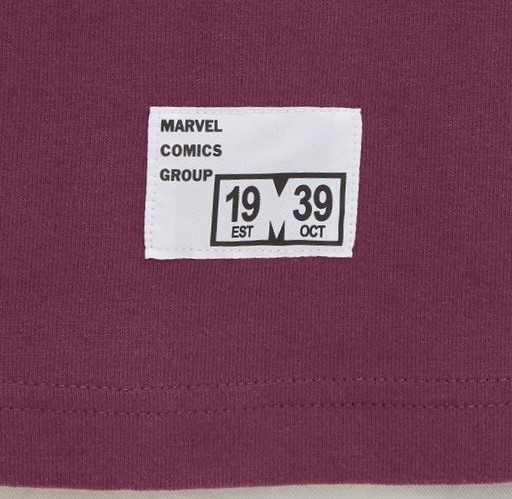 MARVEL
COMICS
GROUP
19 M 39
EST OCT